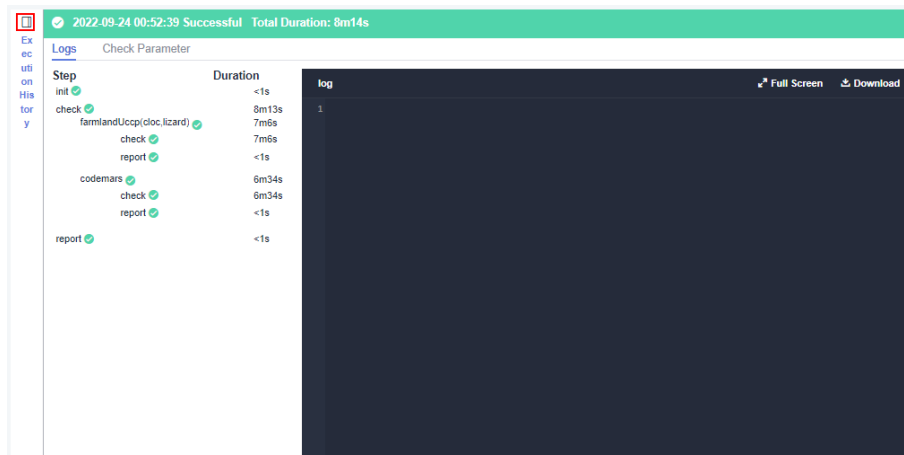 2022-09-24 00:52:39 Successful Total Duration: 8m14s
Ex
ec
uti
on
His
tor
y
Logs Check Parameter
Step Duration
init <1s
check 8m13s
farmlandUccp(cloc,lizard) 7m6s
check 7m6s
report <1s
codemars 6m34s
check 6m34s
report <1s
report <1s
log Full Screen Download
1